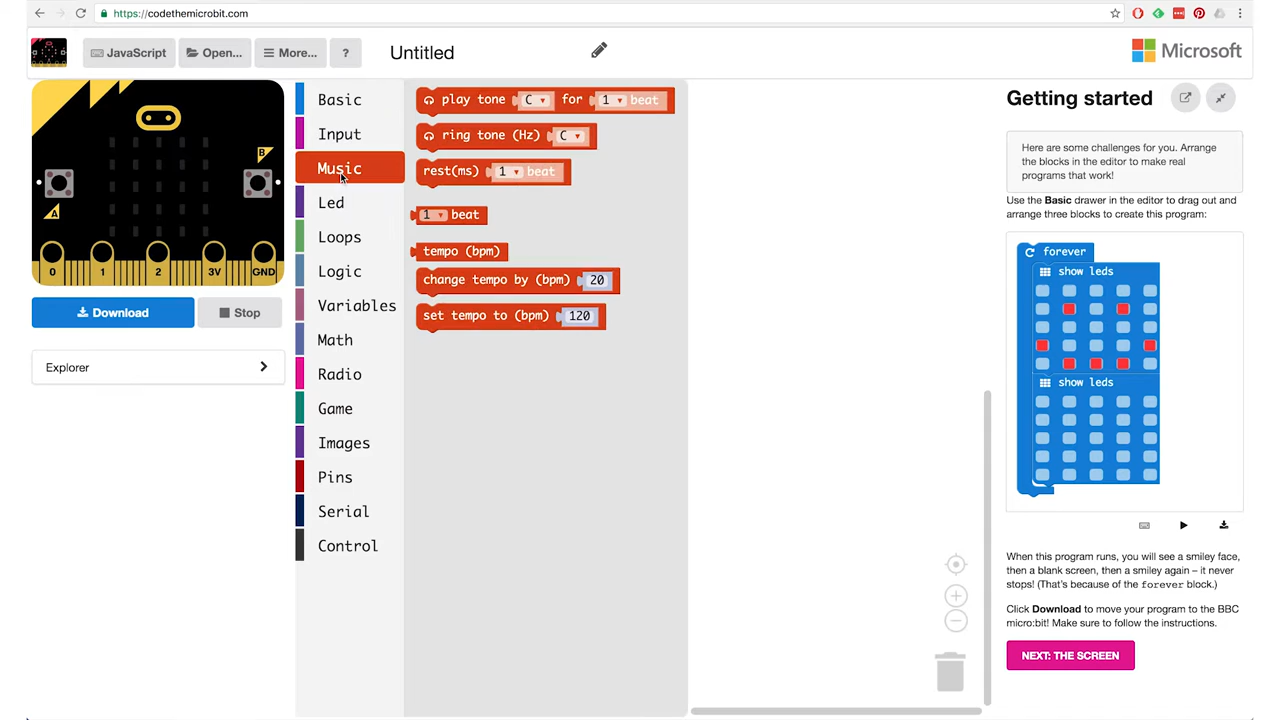 https://codethemicrobit.com
JavaScript
Open...
More...
?
Untitled
Microsoft
A
B
0 1 2 3V GND
Download
Stop
Explorer
Basic
Input
Music
Led
Loops
Logic
Variables
Math
Radio
Game
Images
Pins
Serial
Control
play tone C for 1 beat
ring tone (Hz) C
rest(ms) 1 beat
1 beat
tempo (bpm)
change tempo by (bpm) 20
set tempo to (bpm) 120
Getting started
Here are some challenges for you. Arrange
the blocks in the editor to make real
programs that work!
Use the Basic drawer in the editor to drag out and
arrange three blocks to create this program:
forever
show leds
show leds
When this program runs, you will see a smiley face,
then a blank screen, then a smiley again – it never
stops! (That's because of the forever block.)
Click Download to move your program to the BBC
micro:bit! Make sure to follow the instructions.
NEXT: THE SCREEN